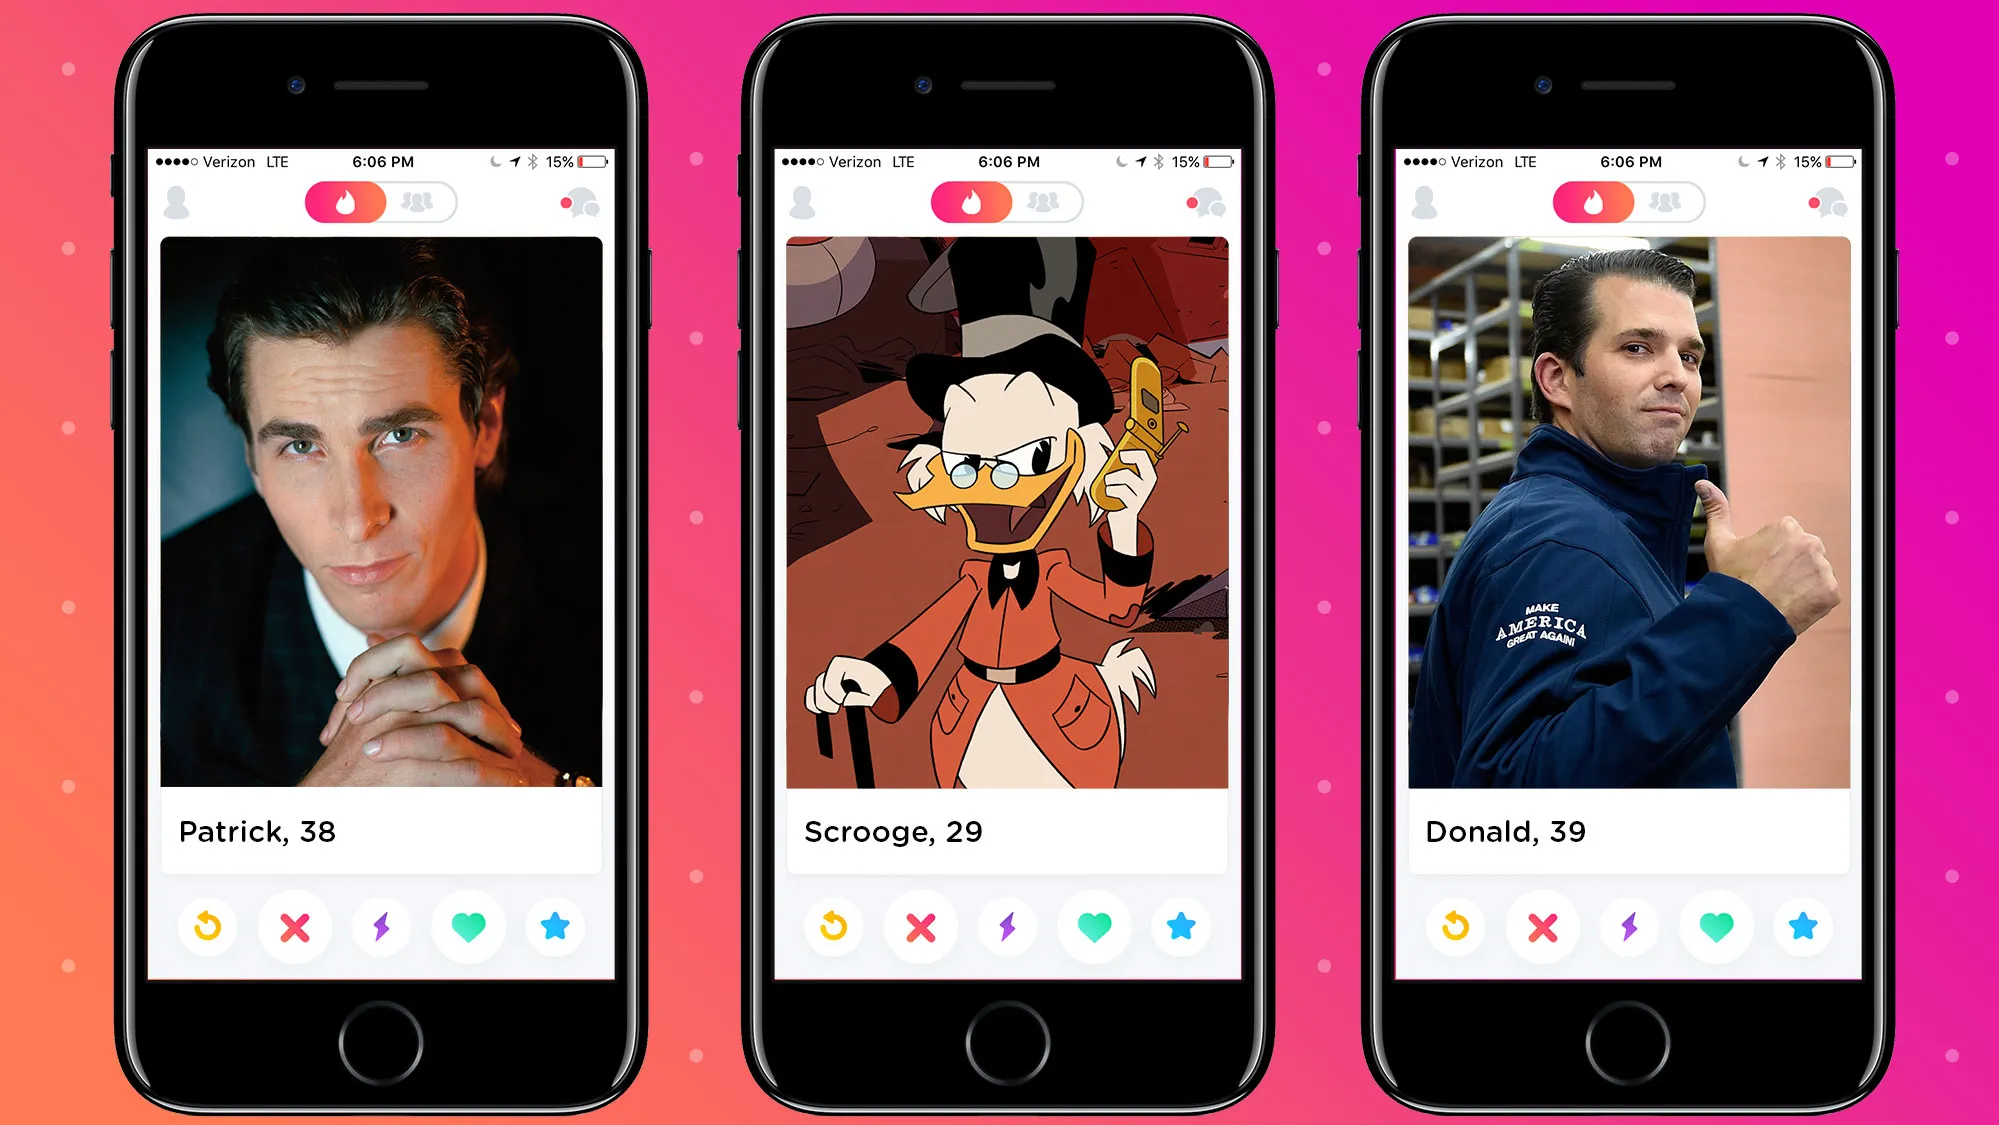 Verizon LTE 6:06 PM 15%
Patrick, 38
Verizon LTE 6:06 PM 15%
Scrooge, 29
Verizon LTE 6:06 PM 15%
MAKE
AMERICA
GREAT AGAIN!
Donald, 39